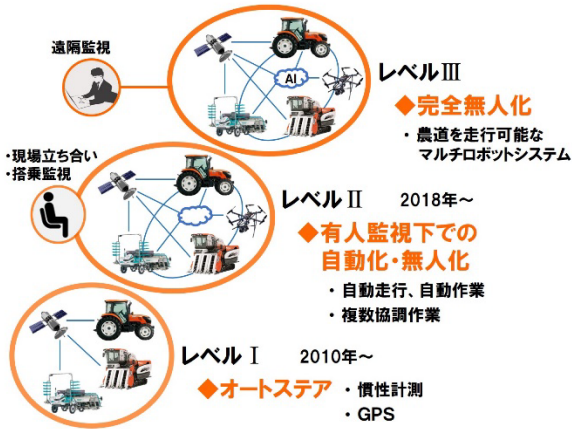 遠隔監視
AI
レベルⅢ
◆完全無人化
・農道を走行可能な
マルチロボットシステム
・現場立ち合い
・搭乗監視
レベルⅡ 2018年～
◆有人監視下での
自動化・無人化
・自動走行、自動作業
・複数協調作業
レベルⅠ 2010年～
◆オートステア ・慣性計測
・GPS